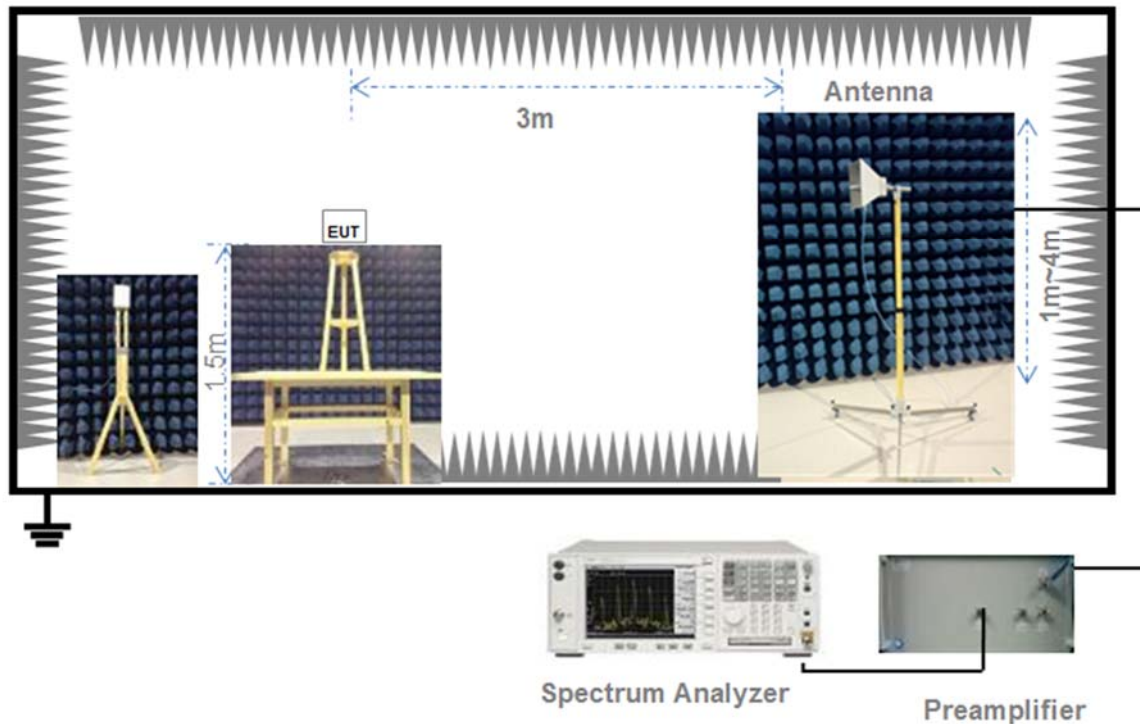 Antenna
3m
EUT
1.5m
1m~4m
Spectrum Analyzer
Preamplifier